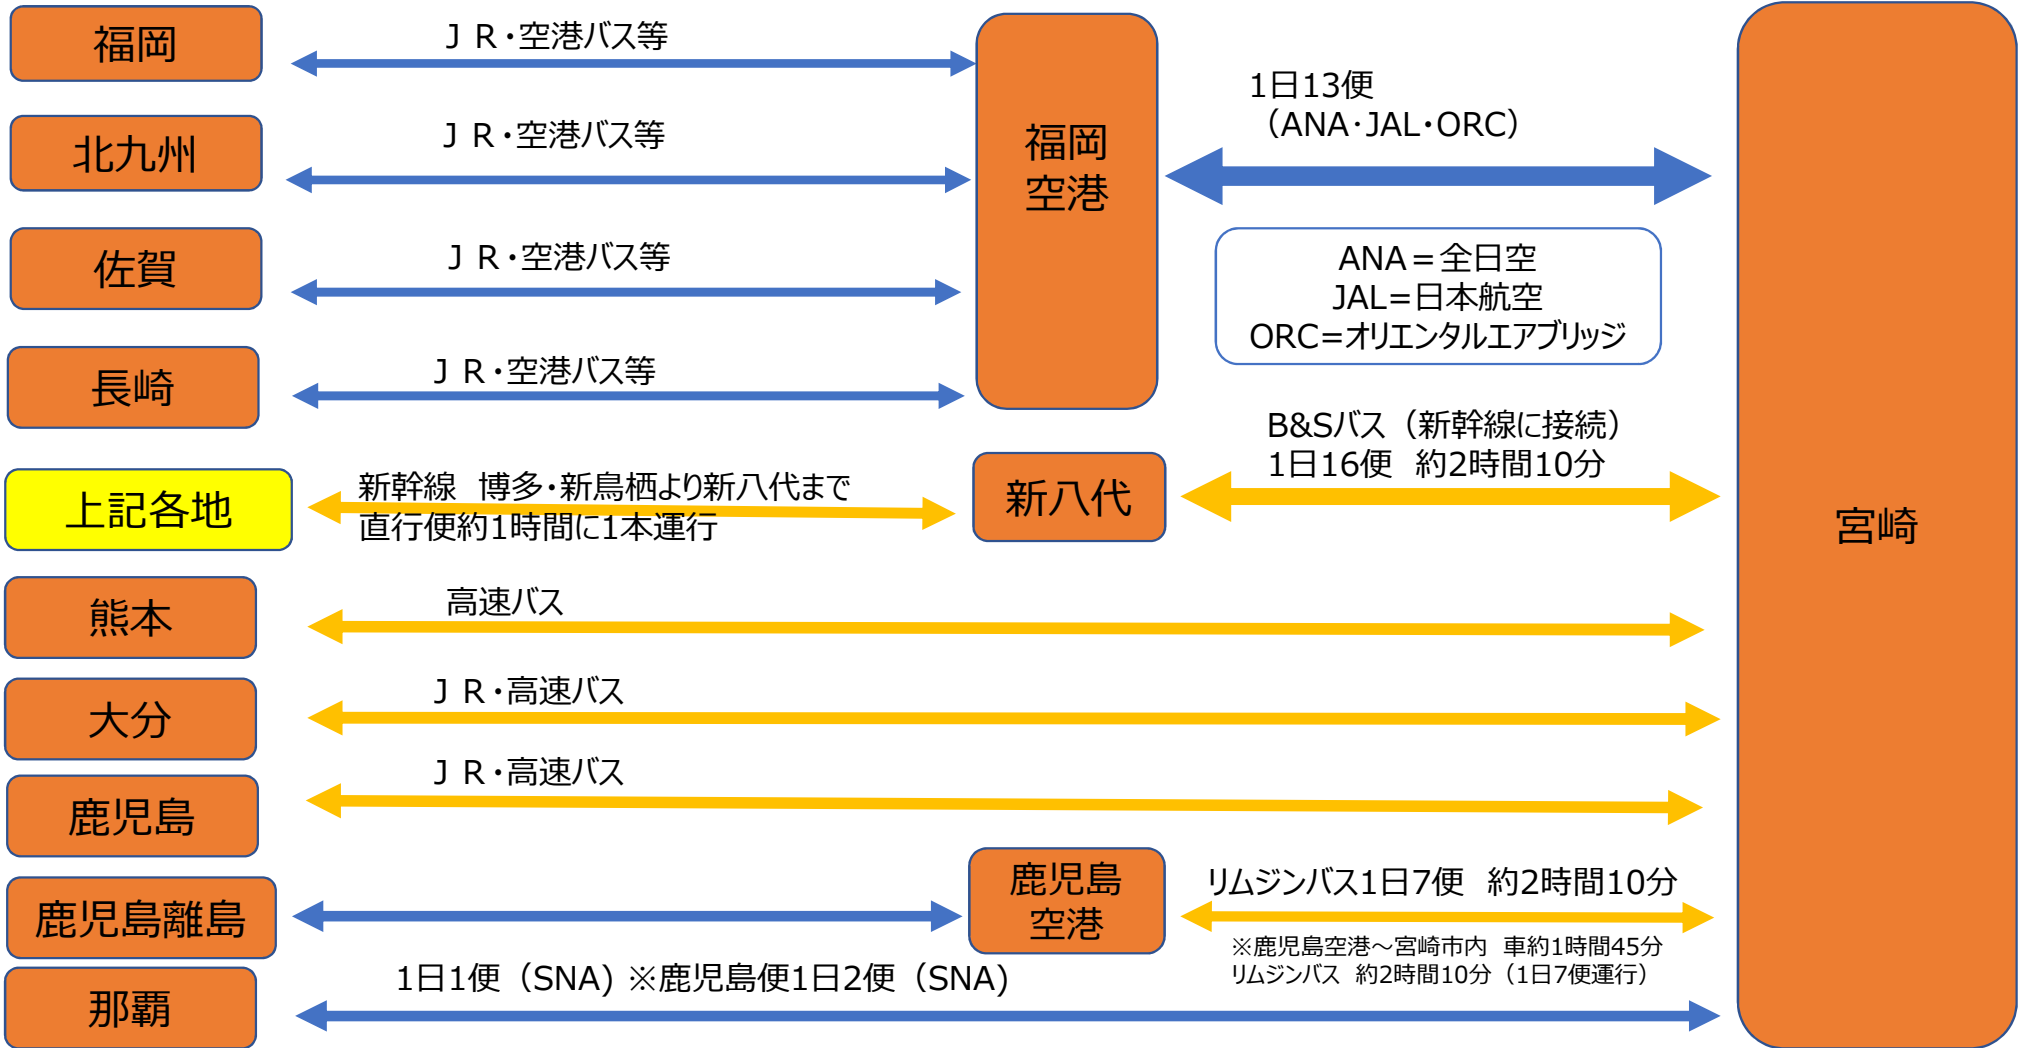 福岡
JR・空港バス等
北九州
JR・空港バス等
佐賀
JR・空港バス等
長崎
JR・空港バス等
福岡
空港
1日13便
（ANA・JAL・ORC）
ANA＝全日空
JAL=日本航空
ORC=オリエンタルエアブリッジ
上記各地
新幹線　博多・新鳥栖より新八代まで
直行便約1時間に1本運行
新八代
B&Sバス（新幹線に接続）
1日16便　約2時間10分
宮崎
熊本
高速バス
大分
JR・高速バス
鹿児島
JR・高速バス
鹿児島離島
鹿児島
空港
リムジンバス1日7便　約2時間10分
※鹿児島空港～宮崎市内　車約1時間45分
リムジンバス　約2時間10分（1日7便運行）
那覇
1日1便（SNA）※鹿児島便1日2便（SNA）